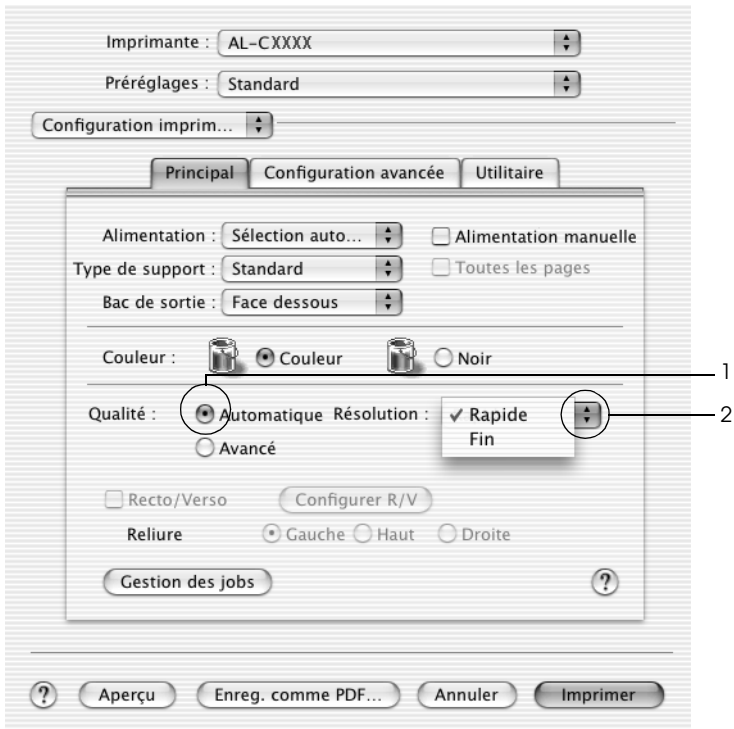 Imprimante : AL-CXXXX
Préréglages : Standard
Configuration imprim...
Principal Configuration avancée Utilitaire
Alimentation : Sélection auto... Alimentation manuelle
Type de support : Standard Toutes les pages
Bac de sortie : Face dessous
Couleur : Couleur Noir
1
Qualité : Automatique Résolution : ✓ Rapide 2
Fin
Avancé
Recto/Verso Configurer R/V
Reliure Gauche Haut Droite
Gestion des jobs ?
? Aperçu Enreg. comme PDF... Annuler Imprimer